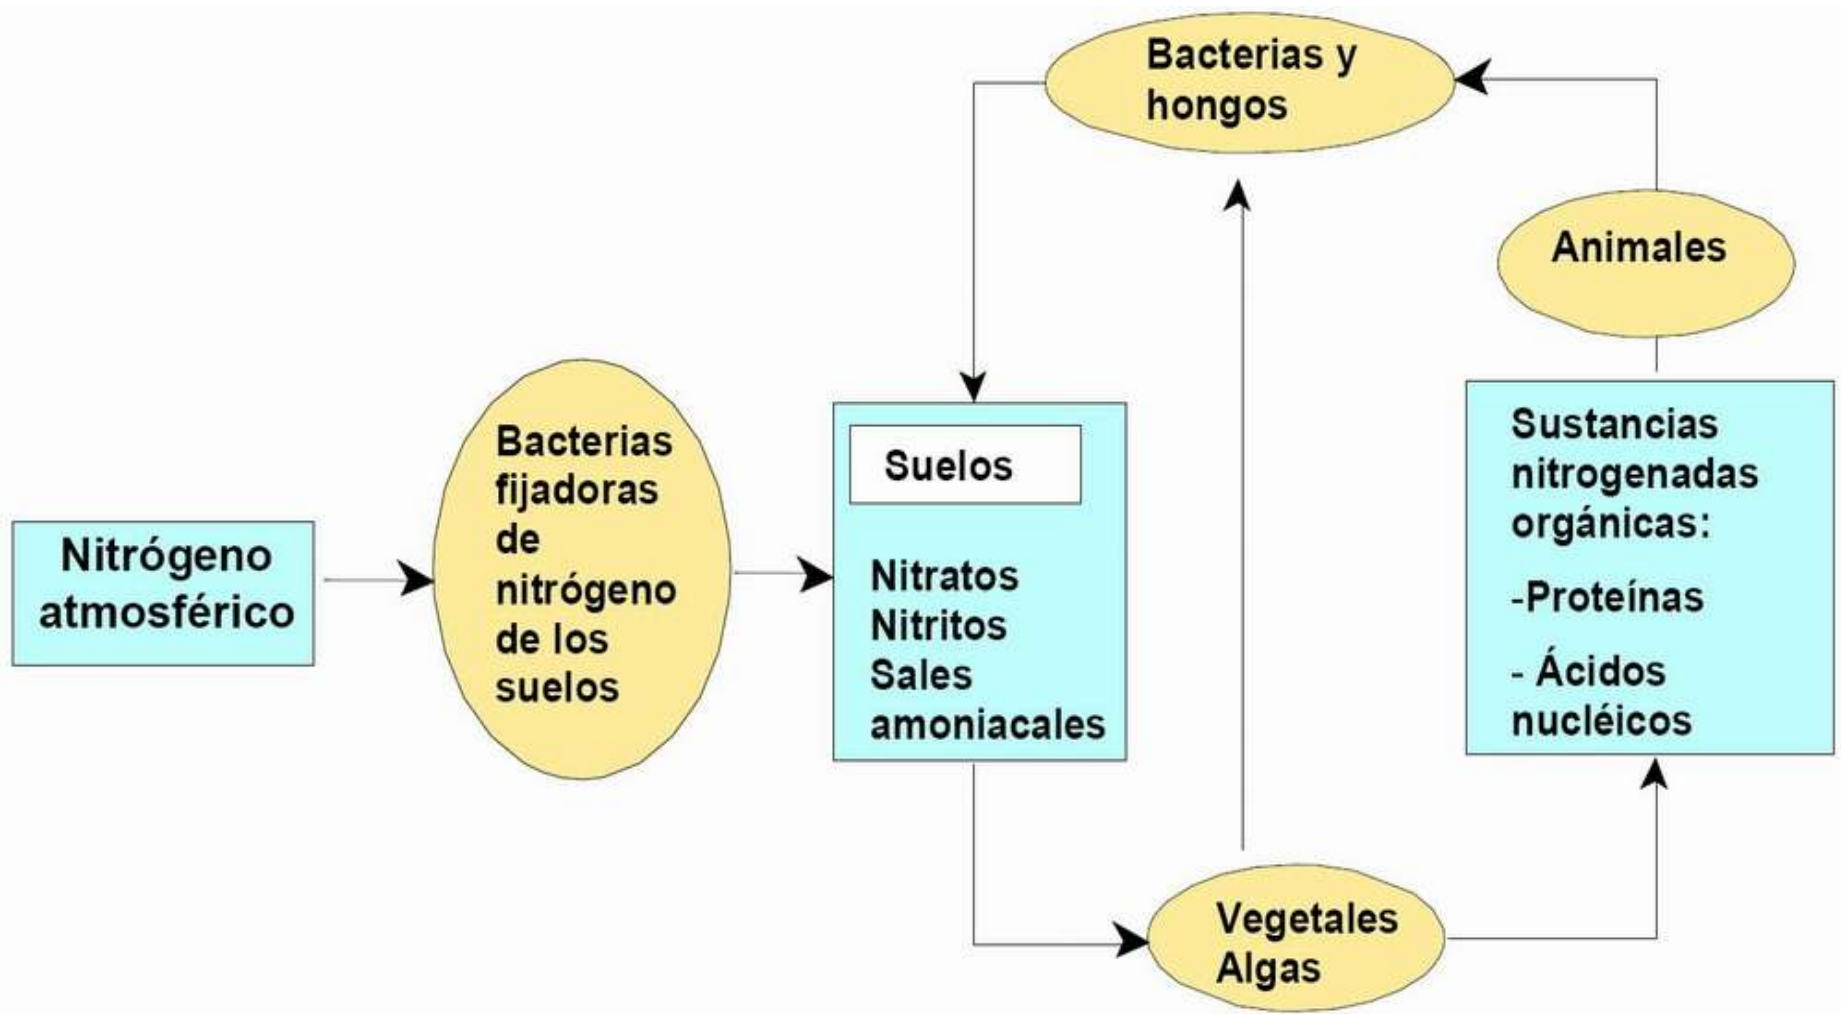 Bacterias y
hongos
Animales
Nitrógeno
atmosférico
Bacterias
fijadoras
de
nitrógeno
de los
suelos
Suelos
Nitratos
Nitritos
Sales
amoniacales
Sustancias
nitrogenadas
orgánicas:
-Proteínas
- Ácidos
nucléicos
Vegetales
Algas